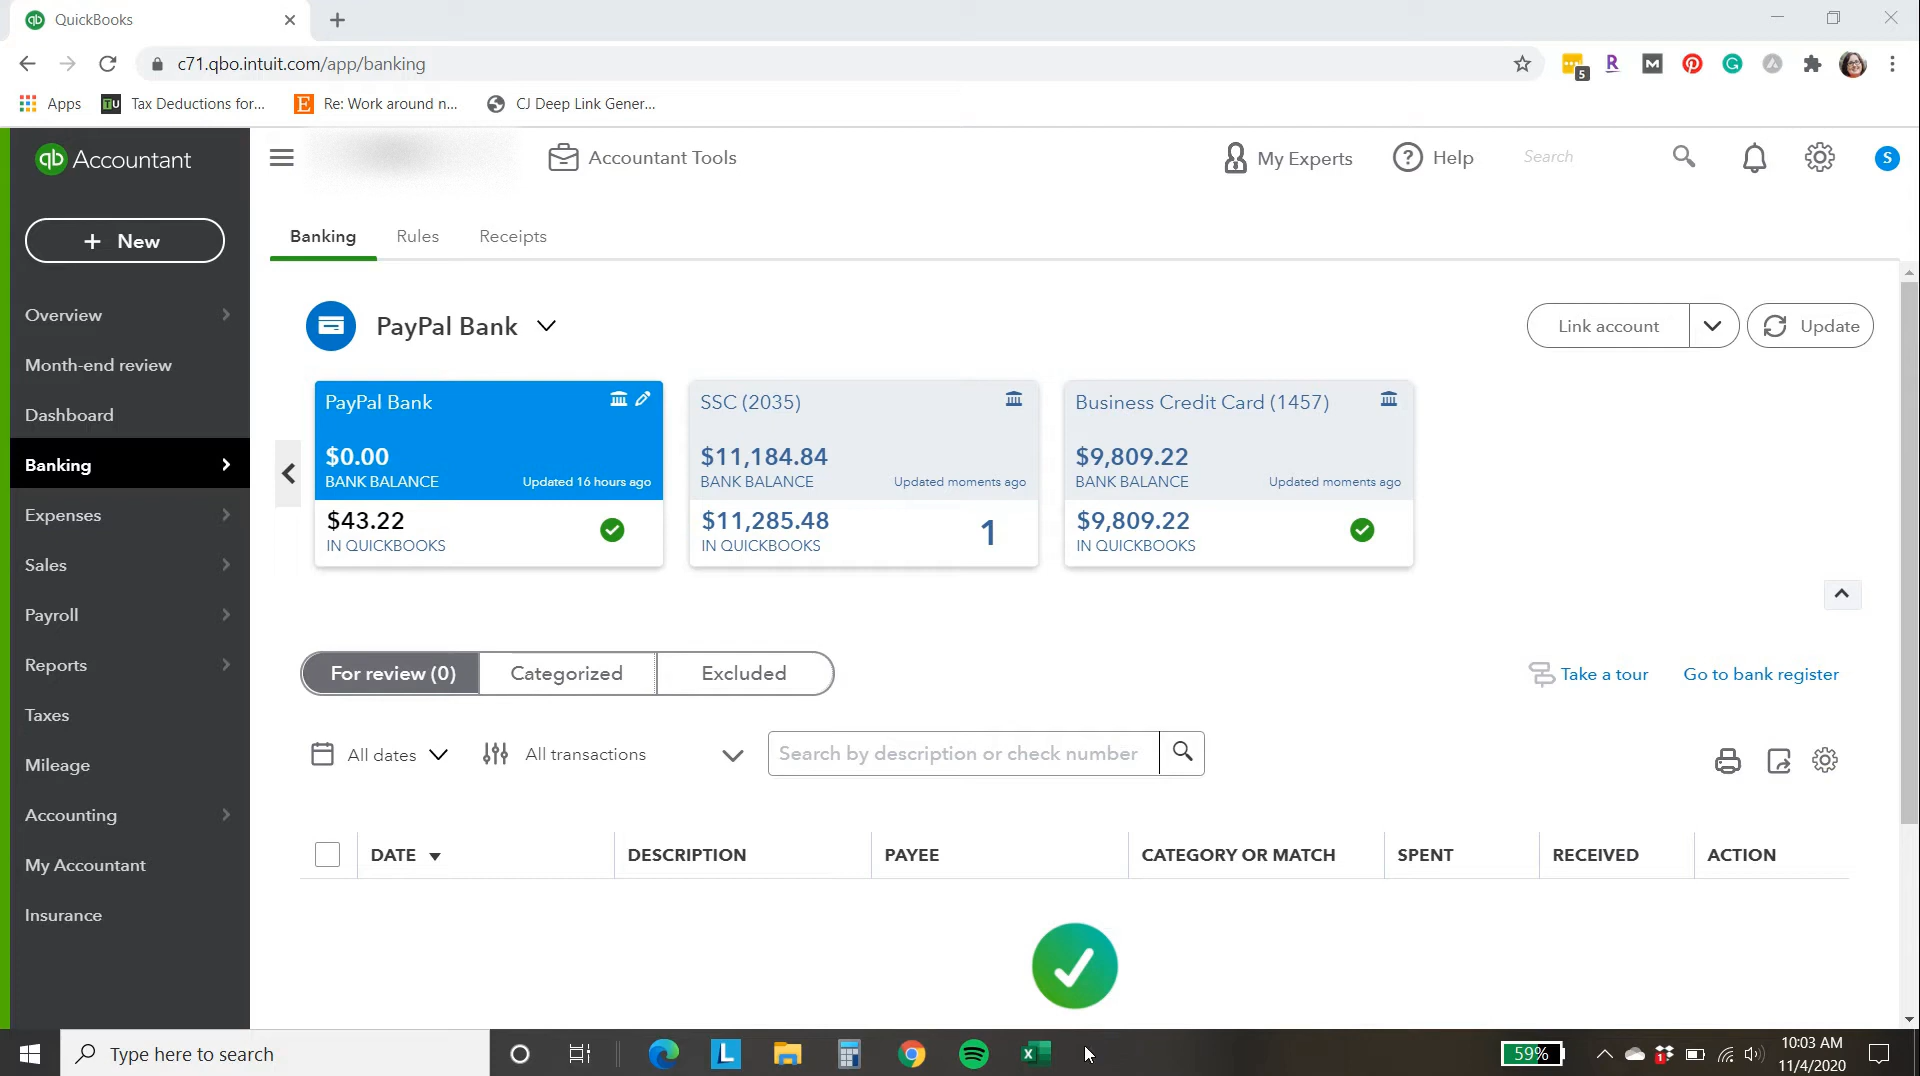 QuickBooks
c71.qbo.intuit.com/app/banking
5
R
M
G
Apps
TU Tax Deductions for...
E Re: Work around n...
CJ Deep Link Gener...
qb Accountant
Accountant Tools
My Experts
? Help
Search
S
+ New
Banking
Rules
Receipts
Overview
Month-end review
Dashboard
Banking
Expenses
Sales
Payroll
Reports
Taxes
Mileage
Accounting
My Accountant
Insurance
PayPal Bank
Link account
Update
PayPal Bank
$0.00
BANK BALANCE
Updated 16 hours ago
$43.22
IN QUICKBOOKS
SSC (2035)
$11,184.84
BANK BALANCE
Updated moments ago
$11,285.48
IN QUICKBOOKS
1
Business Credit Card (1457)
$9,809.22
BANK BALANCE
Updated moments ago
$9,809.22
IN QUICKBOOKS
For review (0)
Categorized
Excluded
Take a tour
Go to bank register
All dates
All transactions
Search by description or check number
DATE
DESCRIPTION
PAYEE
CATEGORY OR MATCH
SPENT
RECEIVED
ACTION
Type here to search
L
X
59%
1
10:03 AM
11/4/2020